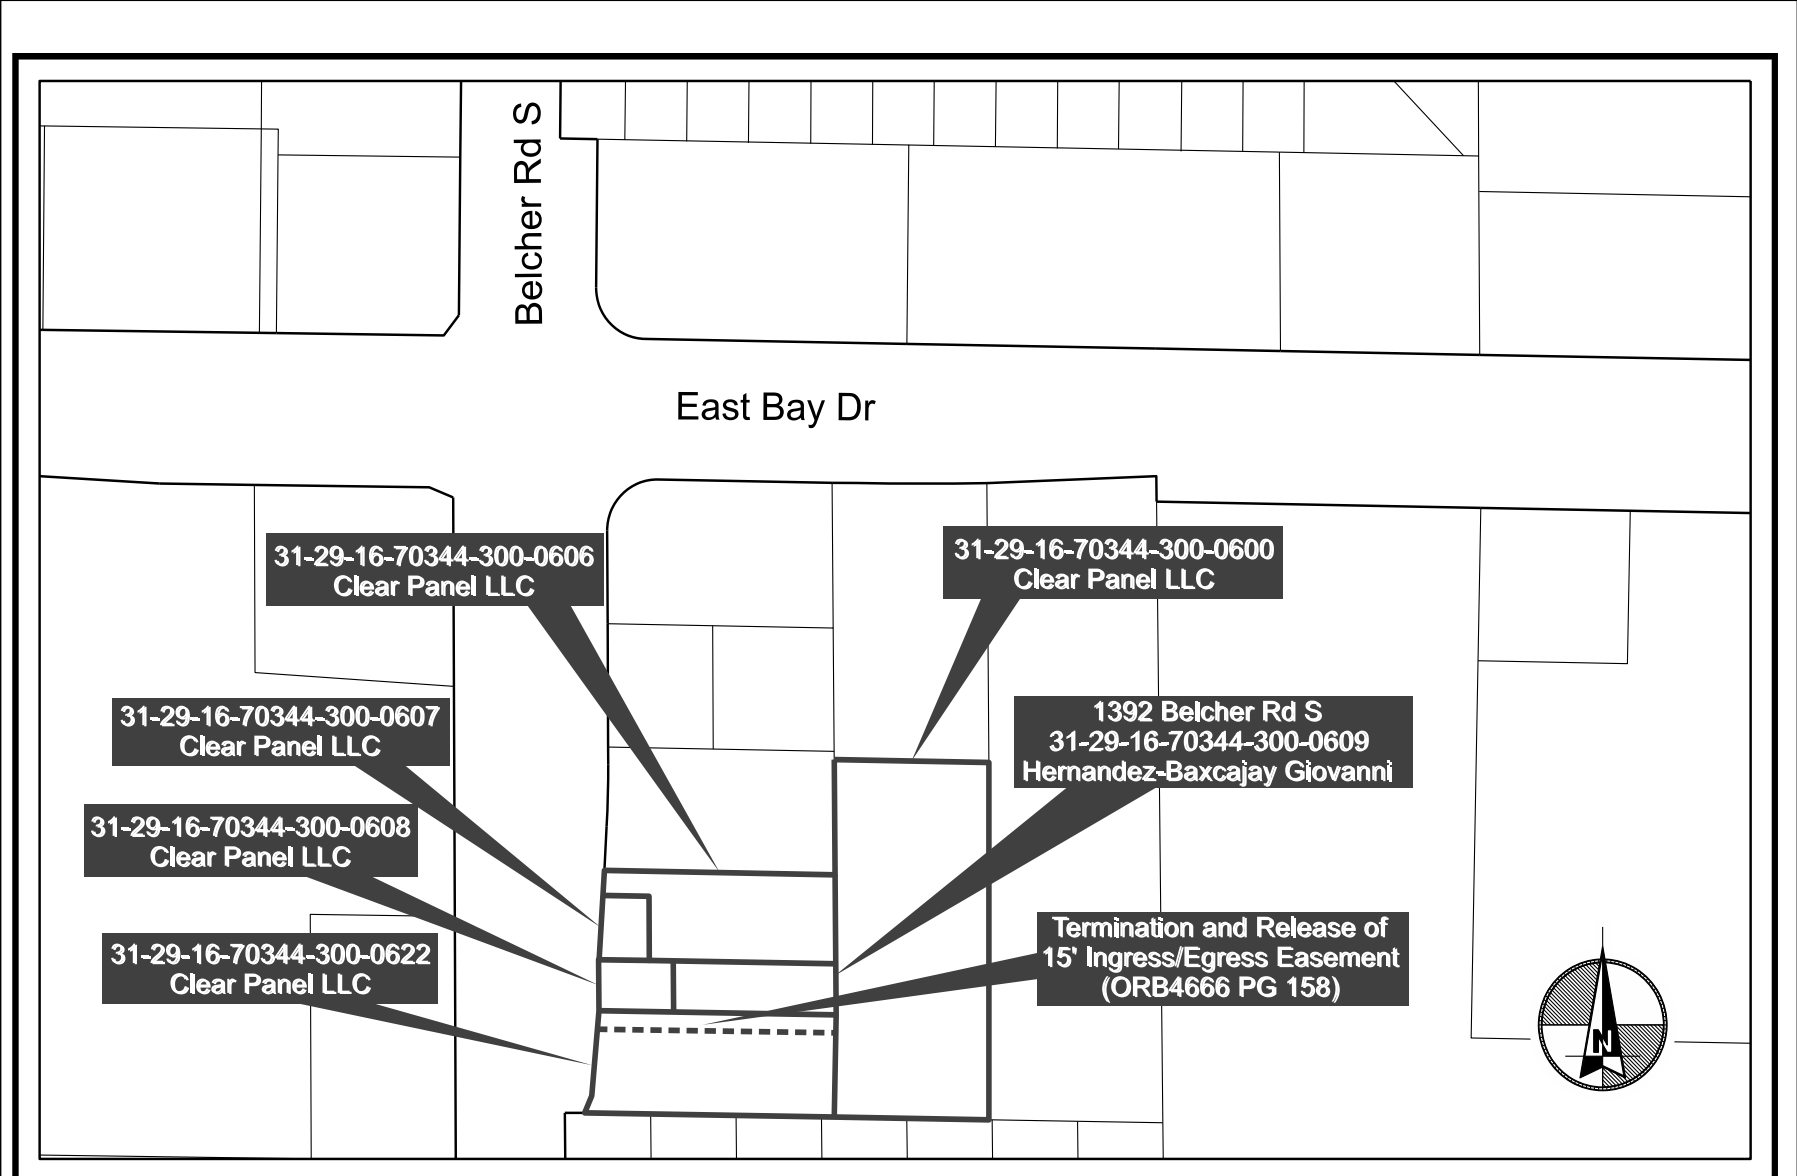 Belcher Rd S
East Bay Dr
31-29-16-70344-300-0606
Clear Panel LLC
31-29-16-70344-300-0600
Clear Panel LLC
31-29-16-70344-300-0607
Clear Panel LLC
1392 Belcher Rd S
31-29-16-70344-300-0609
Hernandez-Baxcajay Giovanni
31-29-16-70344-300-0608
Clear Panel LLC
31-29-16-70344-300-0622
Clear Panel LLC
Termination and Release of
15' Ingress/Egress Easement
(ORB4666 PG 158)
N